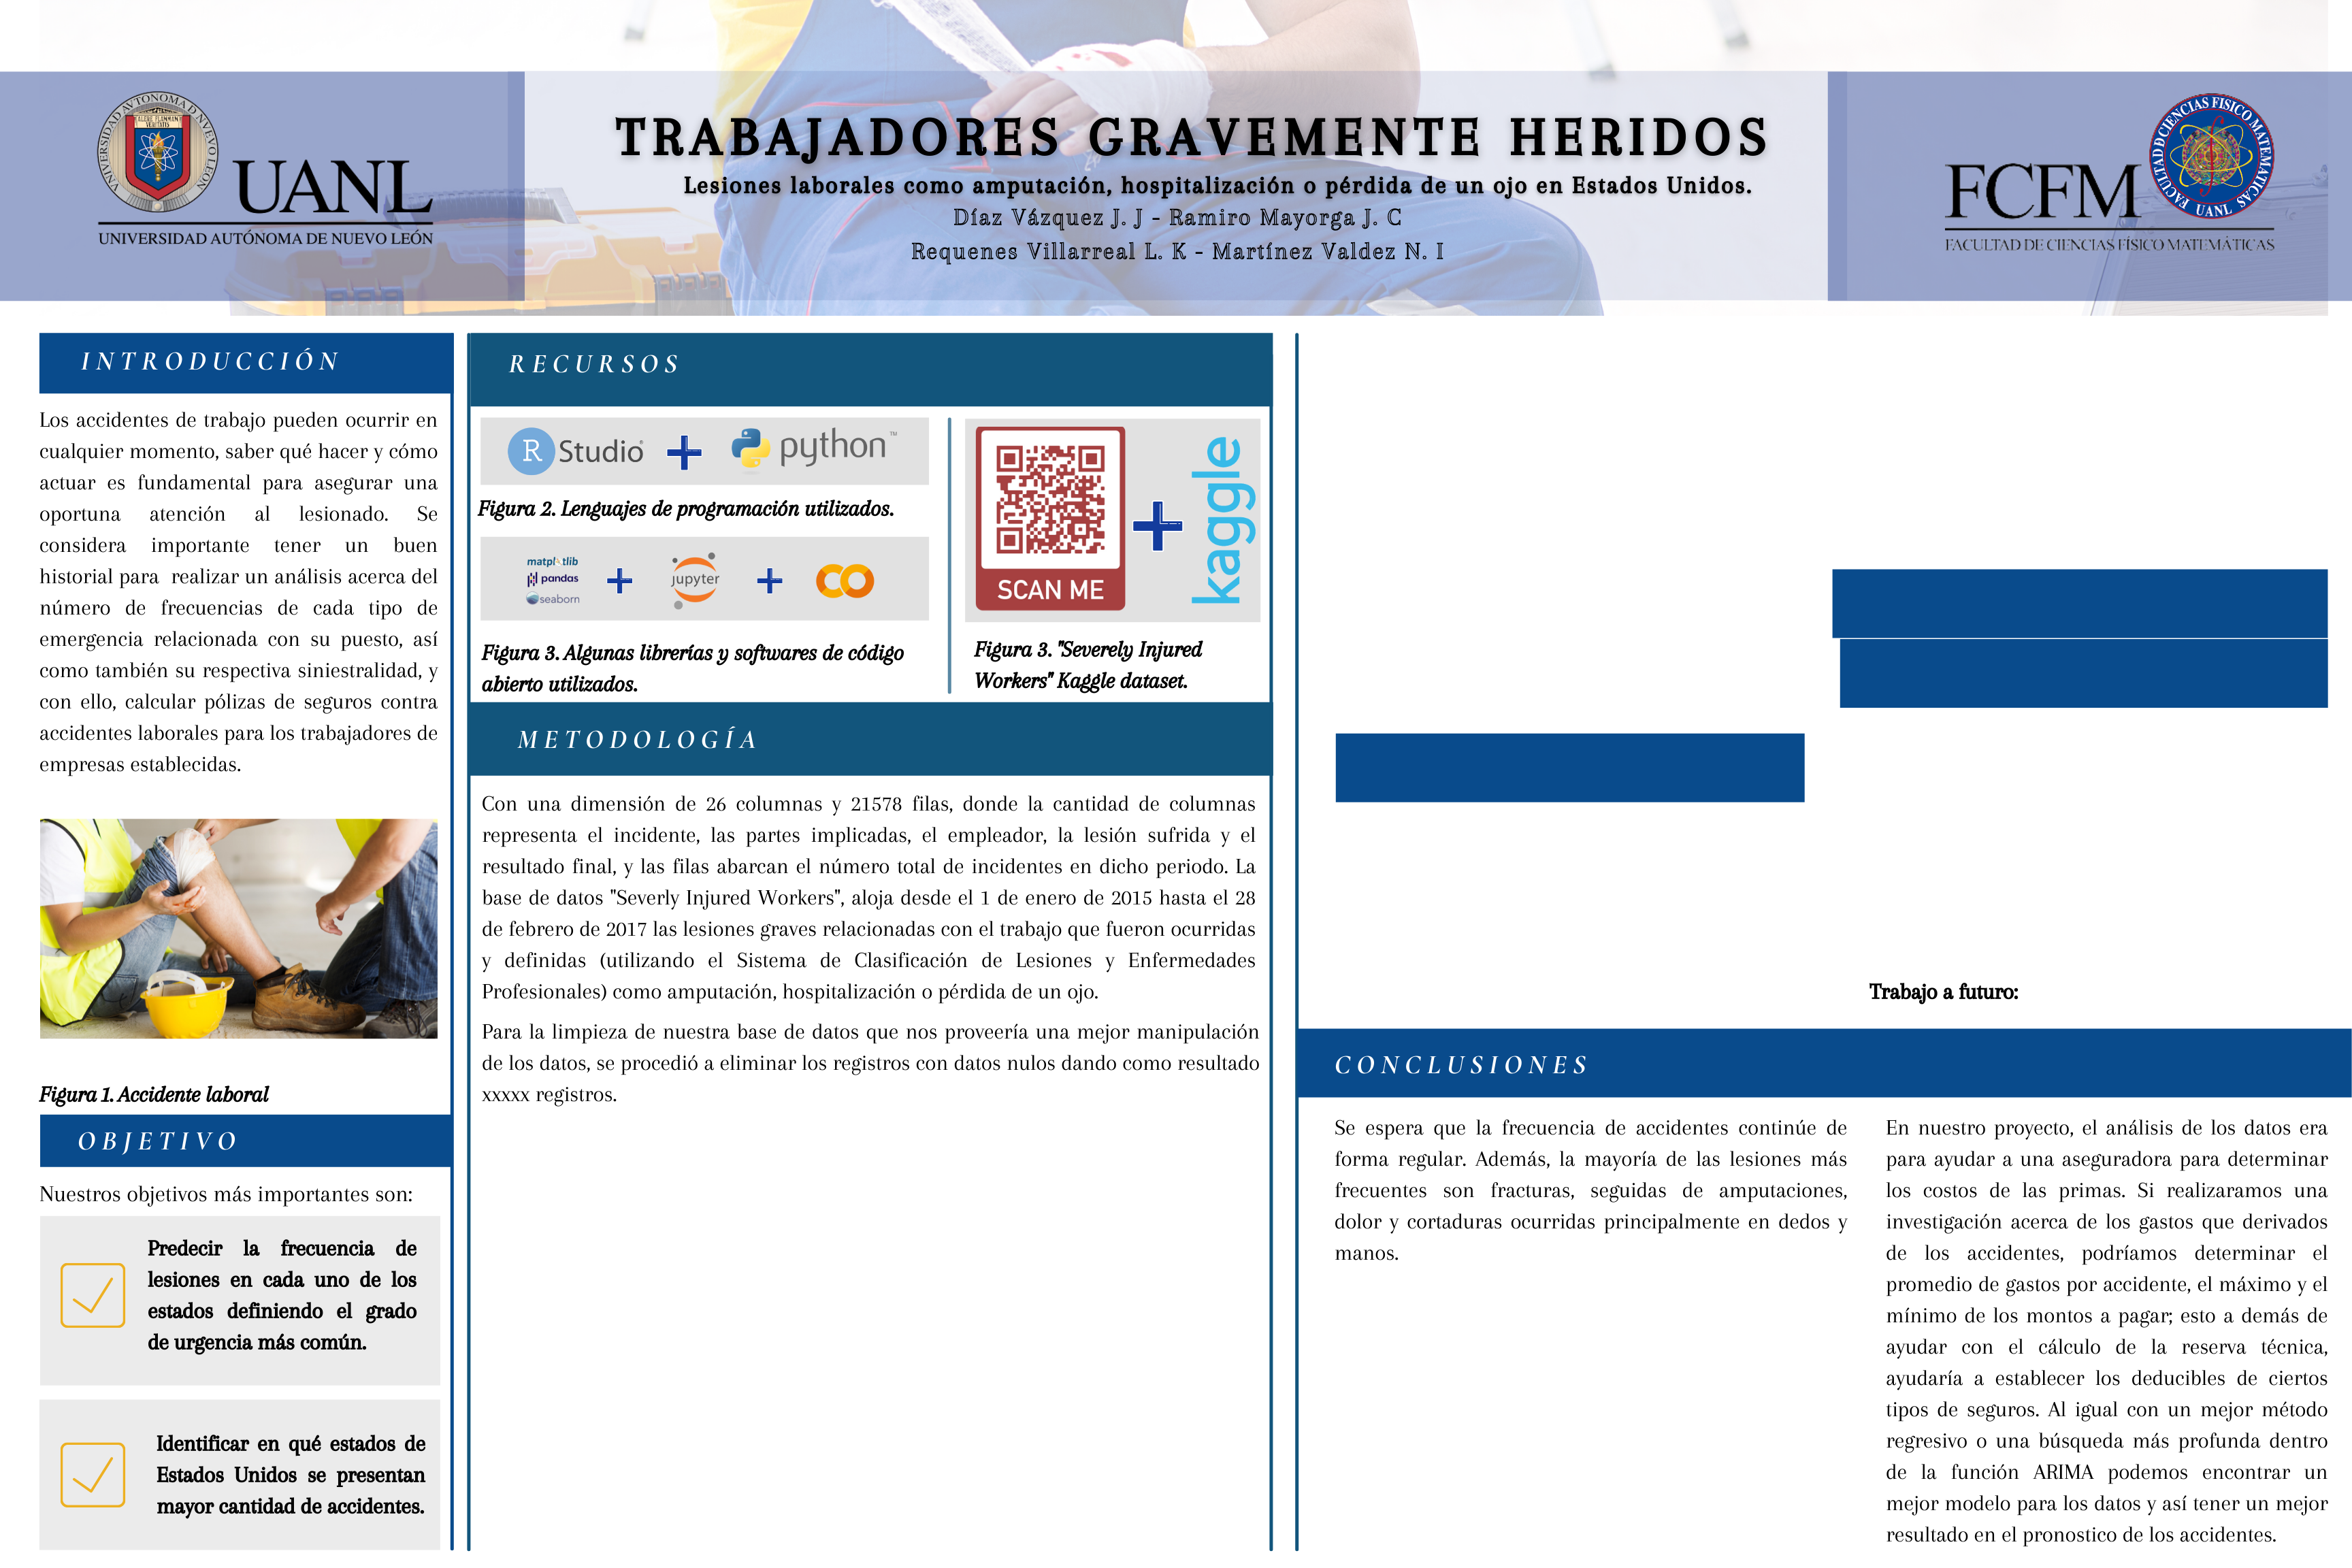 UNIVERSIDAD AUTONOMA DE NUEVO LEON
UANL
UNIVERSIDAD AUTÓNOMA DE NUEVO LEÓN
TRABAJADORES GRAVEMENTE HERIDOS
Lesiones laborales como amputación, hospitalización o pérdida de un ojo en Estados Unidos.
Díaz Vázquez J. J - Ramiro Mayorga J. C
Requenes Villarreal L. K - Martínez Valdez N. I
FCFM
FACULTAD DE CIENCIAS FÍSICO MATEMÁTICAS
FACULTAD D CIENCIAS FISICO MATEMATICAS
UANL
INTRODUCCIÓN
Los accidentes de trabajo pueden ocurrir en
cualquier momento, saber qué hacer y cómo
actuar es fundamental para asegurar una
oportuna atención al lesionado. Se
considera importante tener un buen
historial para realizar un análisis acerca del
número de frecuencias de cada tipo de
emergencia relacionada con su puesto, así
como también su respectiva siniestralidad, y
con ello, calcular pólizas de seguros contra
accidentes laborales para los trabajadores de
empresas establecidas.
Figura 1. Accidente laboral
OBJETIVO
Nuestros objetivos más importantes son:
Predecir la frecuencia de
lesiones en cada uno de los
estados definiendo el grado
de urgencia más común.
Identificar en qué estados de
Estados Unidos se presentan
mayor cantidad de accidentes.
RECURSOS
R Studio + python™
Figura 2. Lenguajes de programación utilizados.
matplotlib
pandas
seaborn
jupyter
CO
Figura 3. Algunas librerías y softwares de código
abierto utilizados.
SCAN ME
kaggle
Figura 3. "Severely Injured
Workers" Kaggle dataset.
METODOLOGÍA
Con una dimensión de 26 columnas y 21578 filas, donde la cantidad de columnas
representa el incidente, las partes implicadas, el empleador, la lesión sufrida y el
resultado final, y las filas abarcan el número total de incidentes en dicho periodo. La
base de datos "Severly Injured Workers", aloja desde el 1 de enero de 2015 hasta el 28
de febrero de 2017 las lesiones graves relacionadas con el trabajo que fueron ocurridas
y definidas (utilizando el Sistema de Clasificación de Lesiones y Enfermedades
Profesionales) como amputación, hospitalización o pérdida de un ojo.
Para la limpieza de nuestra base de datos que nos proveería una mejor manipulación
de los datos, se procedió a eliminar los registros con datos nulos dando como resultado
xxxxx registros.
Trabajo a futuro:
CONCLUSIONES
Se espera que la frecuencia de accidentes continúe de
forma regular. Además, la mayoría de las lesiones más
frecuentes son fracturas, seguidas de amputaciones,
dolor y cortaduras ocurridas principalmente en dedos y
manos.
En nuestro proyecto, el análisis de los datos era
para ayudar a una aseguradora para determinar
los costos de las primas. Si realizaramos una
investigación acerca de los gastos que derivados
de los accidentes, podríamos determinar el
promedio de gastos por accidente, el máximo y el
mínimo de los montos a pagar; esto a demás de
ayudar con el cálculo de la reserva técnica,
ayudaría a establecer los deducibles de ciertos
tipos de seguros. Al igual con un mejor método
regresivo o una búsqueda más profunda dentro
de la función ARIMA podemos encontrar un
mejor modelo para los datos y así tener un mejor
resultado en el pronostico de los accidentes.